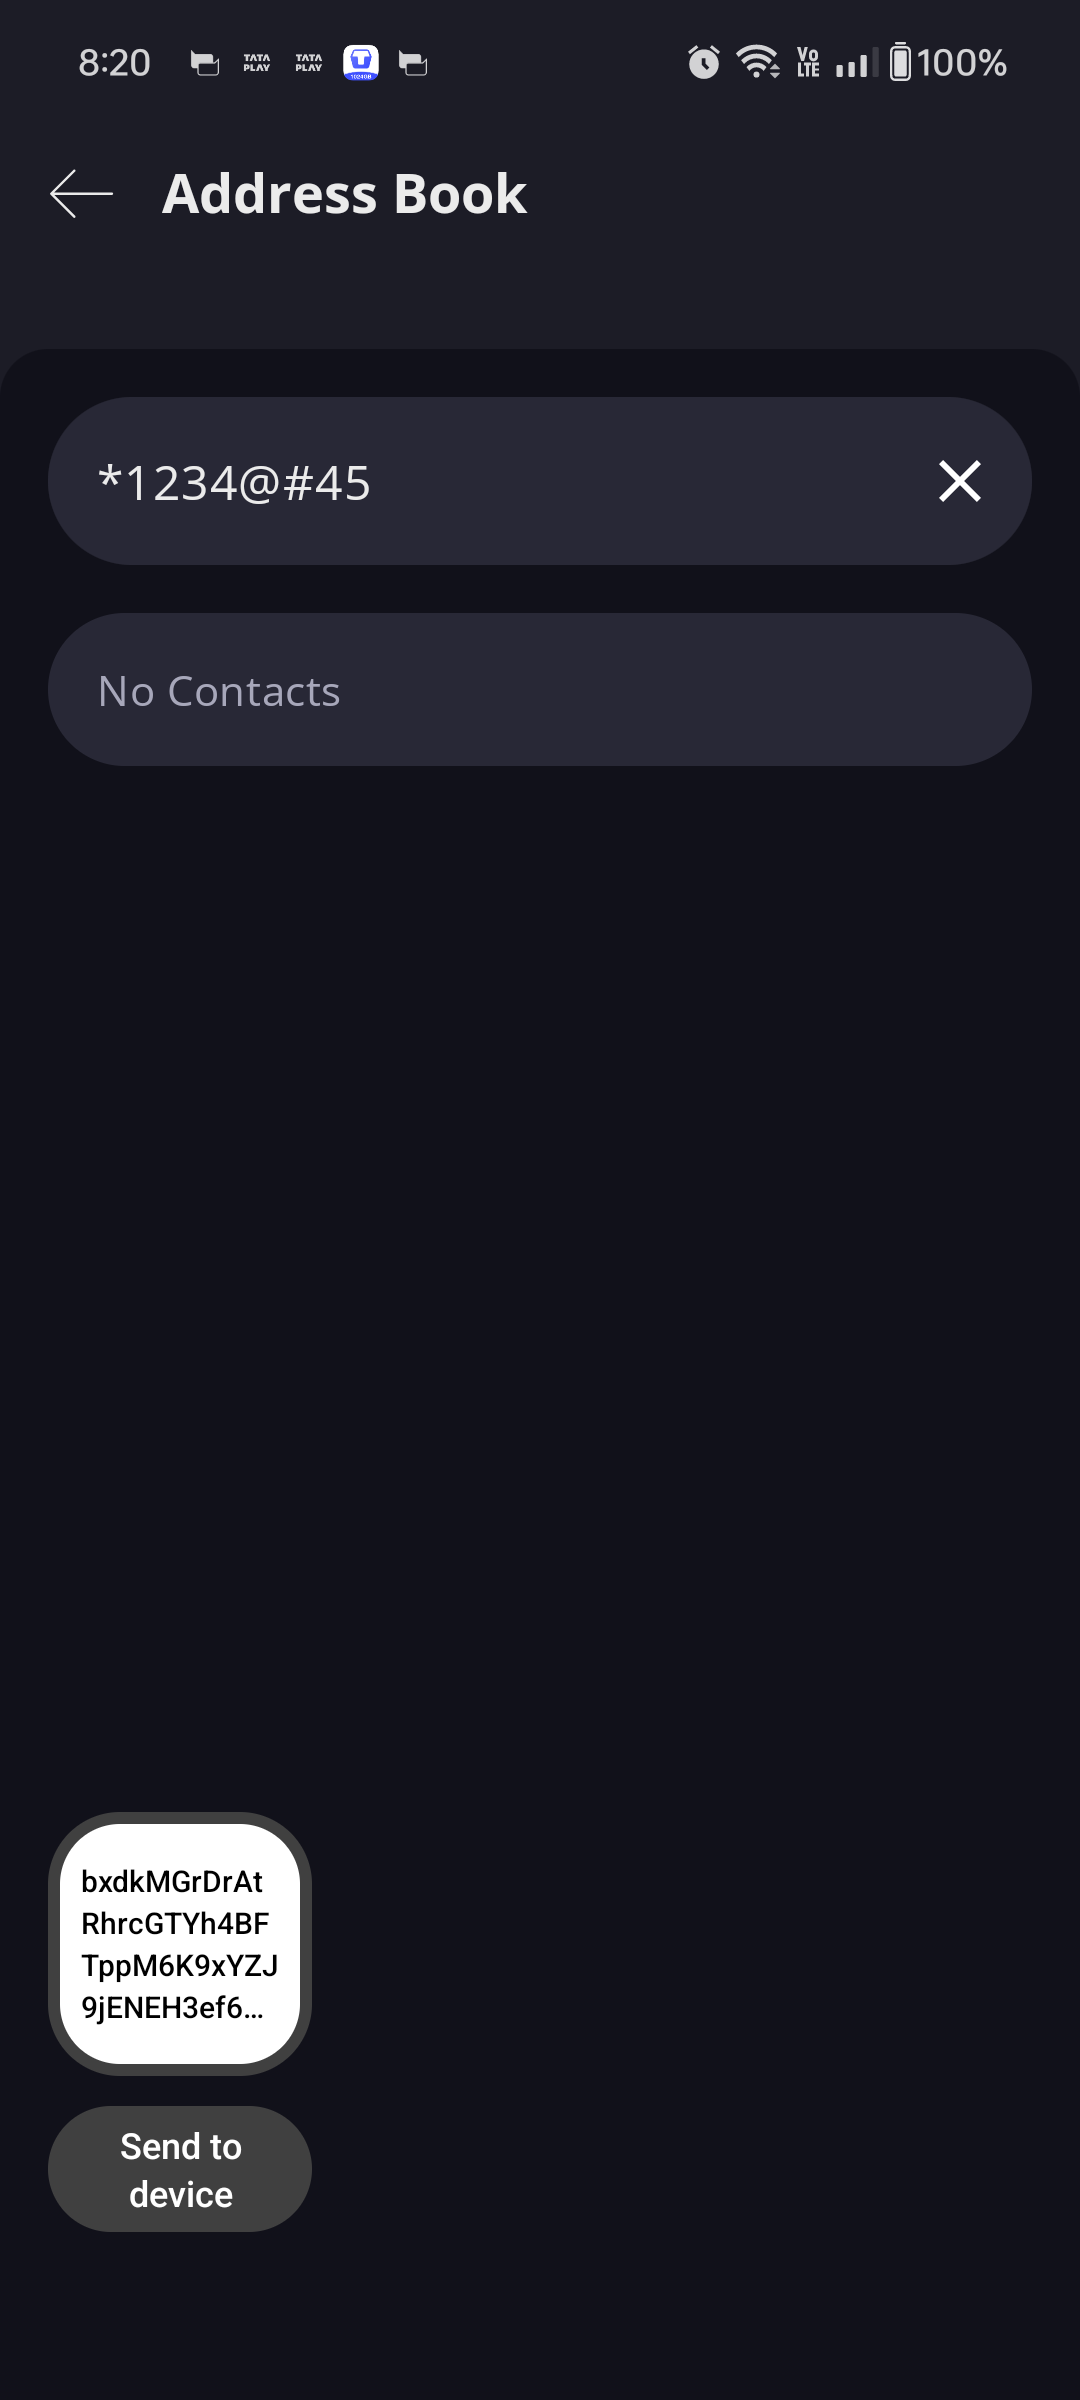 8:20 TATA PLAY TATA PLAY 1024GB Vo LTE 100%
Address Book
*1234@#45
No Contacts
bxdkMGrDrAt
RhrcGTYh4BF
TppM6K9xYZJ
9jENEH3ef6…
Send to
device